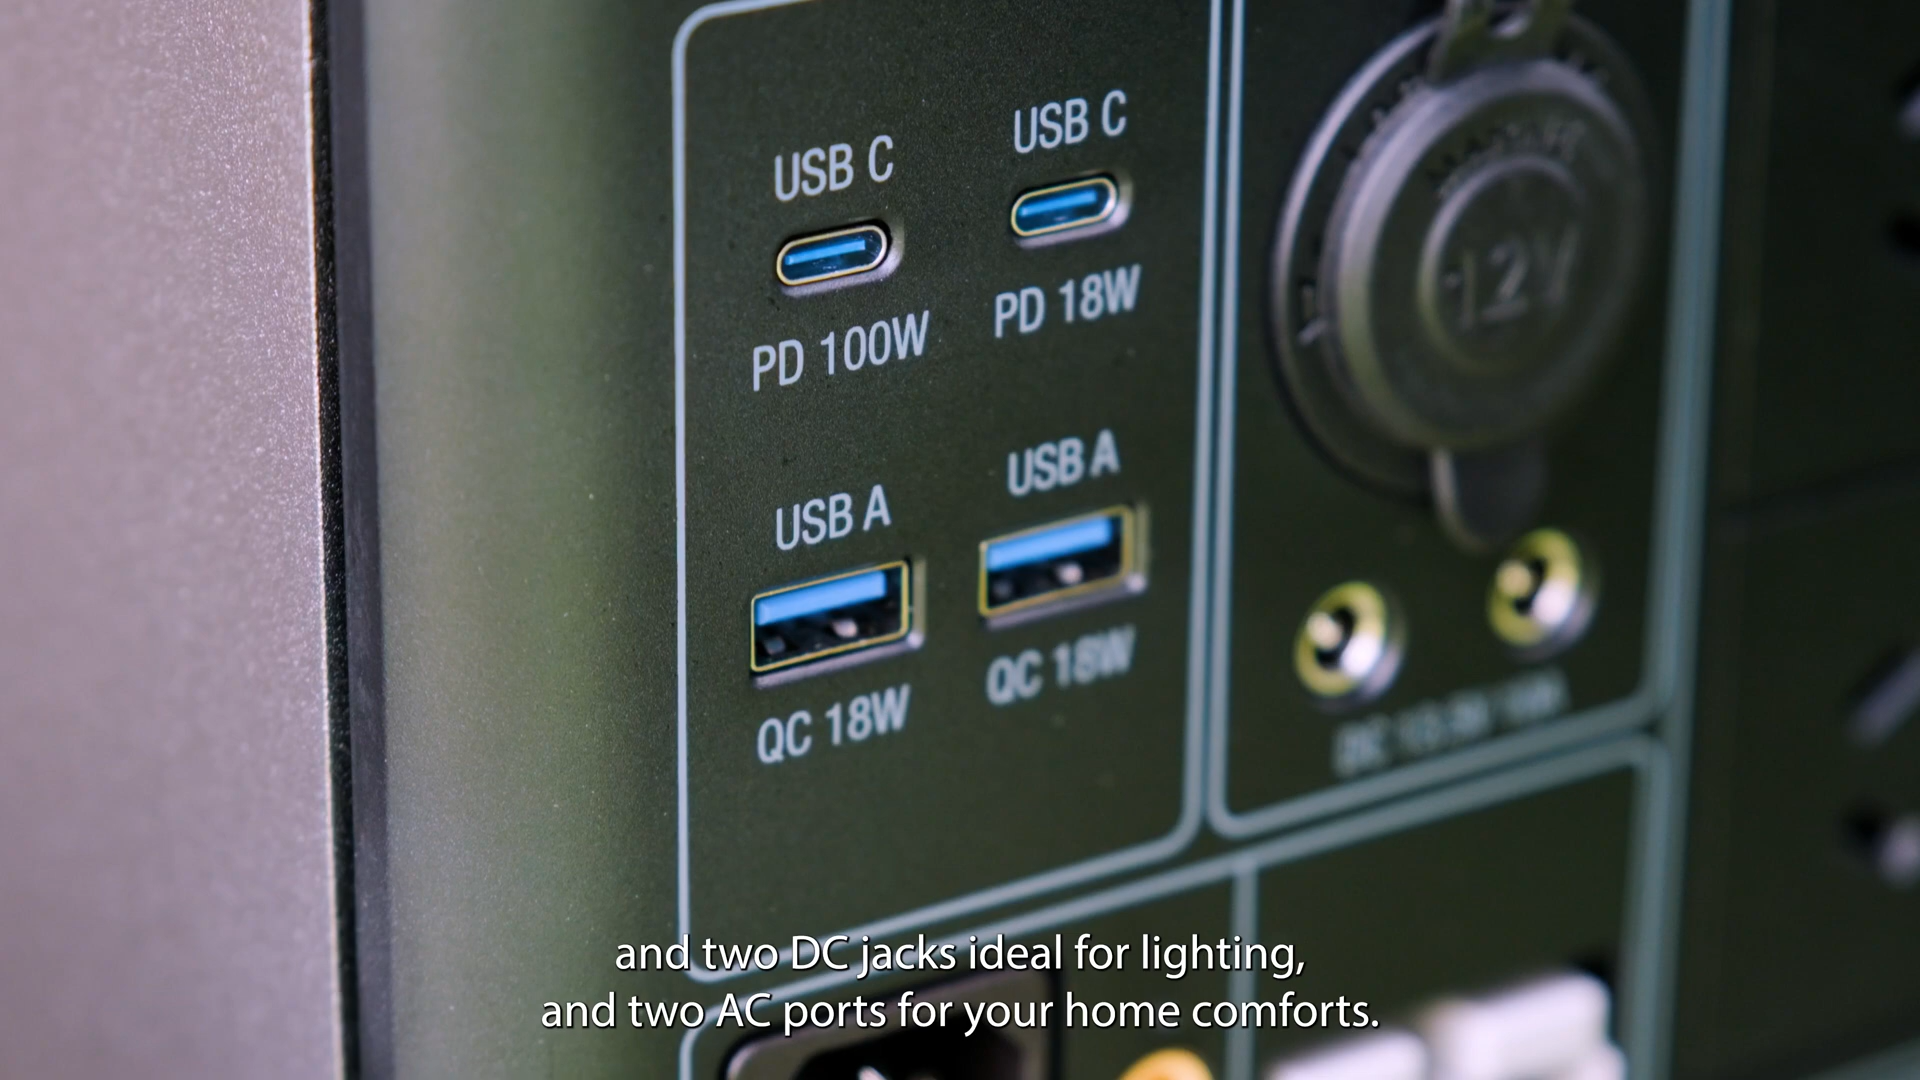 USB C
USB C
PD 100W
PD 18W
USB A
USB A
QC 18W
QC 18W
12V
and two DC jacks ideal for lighting,
and two AC ports for your home comforts.